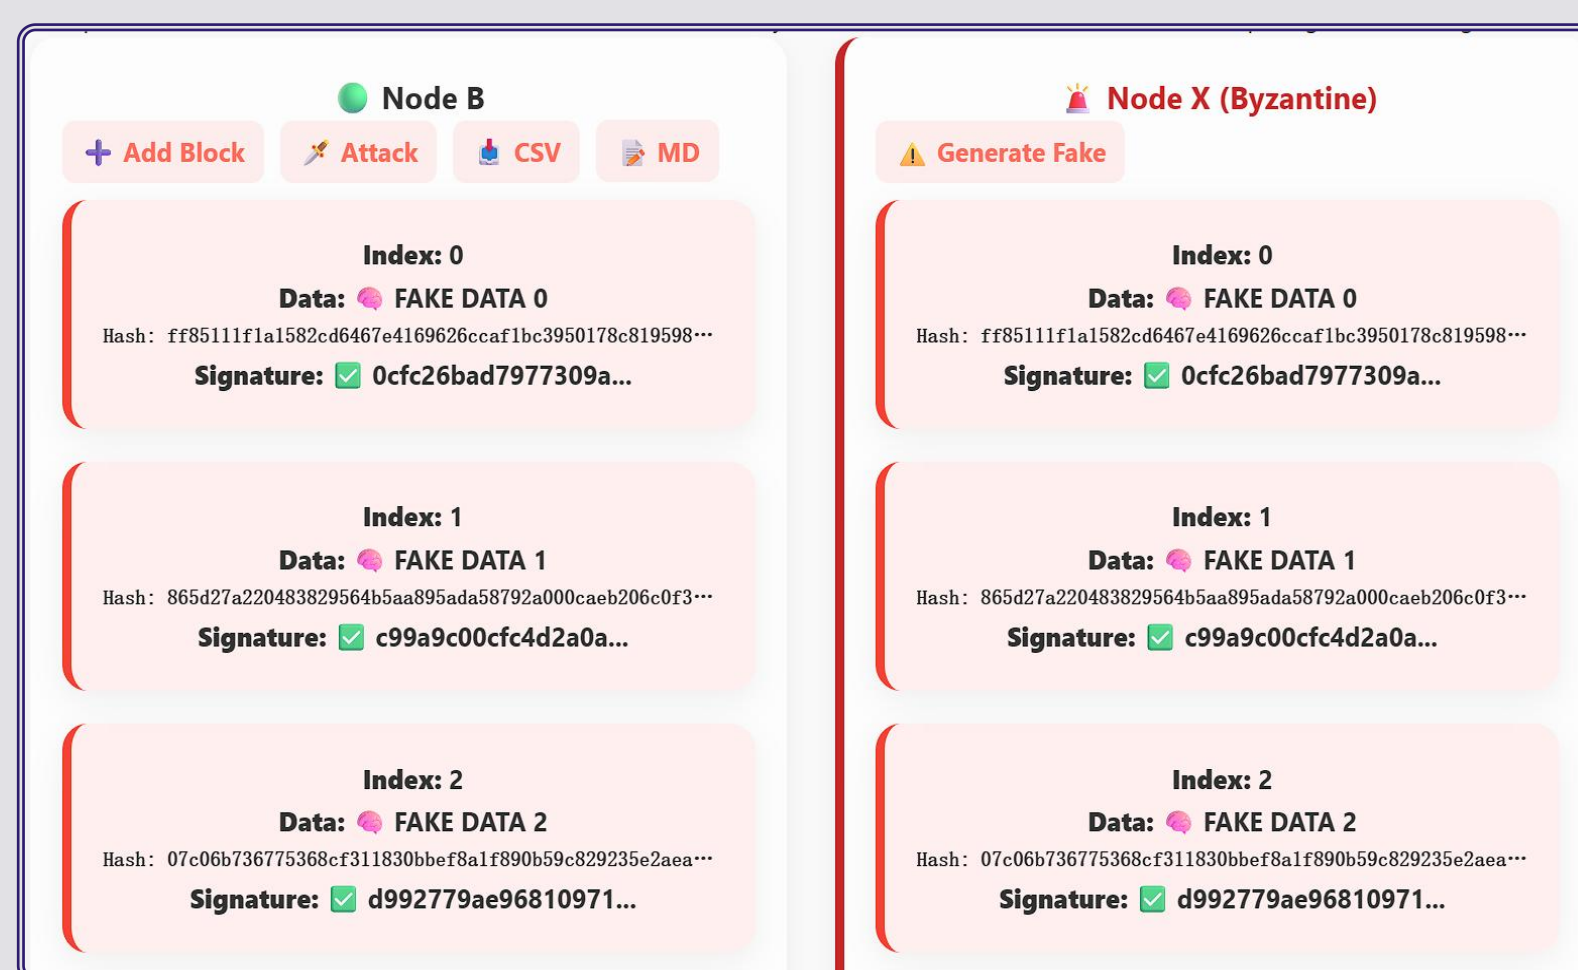 Node B
Add Block Attack CSV MD
Index: 0
Data: FAKE DATA 0
Hash: ff85111f1a1582cd6467e4169626ccaf1bc3950178c819598…
Signature: 0cfc26bad7977309a...
Index: 1
Data: FAKE DATA 1
Hash: 865d27a220483829564b5aa895ada58792a000caeb206c0f3…
Signature: c99a9c00cfc4d2a0a...
Index: 2
Data: FAKE DATA 2
Hash: 07c06b736775368cf311830bbef8a1f890b59c829235e2aea…
Signature: d992779ae96810971...
Node X (Byzantine)
Generate Fake
Index: 0
Data: FAKE DATA 0
Hash: ff85111f1a1582cd6467e4169626ccaf1bc3950178c819598…
Signature: 0cfc26bad7977309a...
Index: 1
Data: FAKE DATA 1
Hash: 865d27a220483829564b5aa895ada58792a000caeb206c0f3…
Signature: c99a9c00cfc4d2a0a...
Index: 2
Data: FAKE DATA 2
Hash: 07c06b736775368cf311830bbef8a1f890b59c829235e2aea…
Signature: d992779ae96810971...